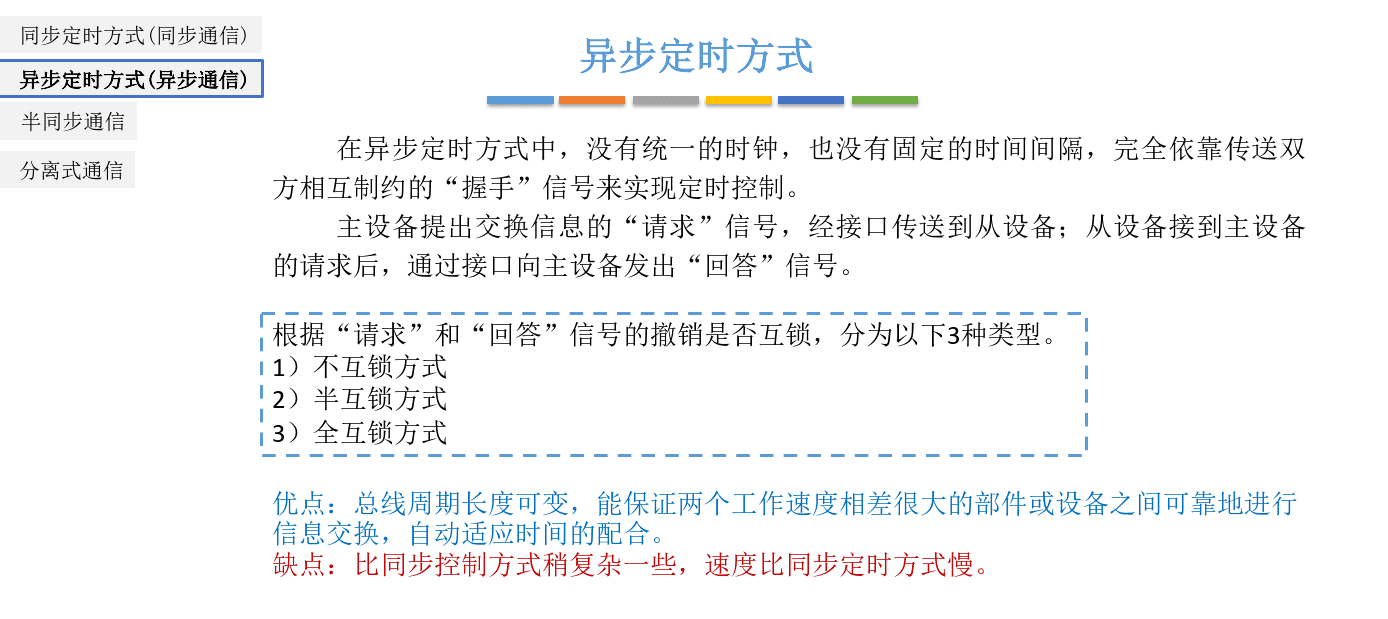 同步定时方式(同步通信)
异步定时方式(异步通信)
半同步通信
分离式通信
异步定时方式
在异步定时方式中，没有统一的时钟，也没有固定的时间间隔，完全依靠传送双
方相互制约的“握手”信号来实现定时控制。
主设备提出交换信息的“请求”信号，经接口传送到从设备；从设备接到主设备
的请求后，通过接口向主设备发出“回答”信号。
根据“请求”和“回答”信号的撤销是否互锁，分为以下3种类型。
1）不互锁方式
2）半互锁方式
3）全互锁方式
优点：总线周期长度可变，能保证两个工作速度相差很大的部件或设备之间可靠地进行
信息交换，自动适应时间的配合。
缺点：比同步控制方式稍复杂一些，速度比同步定时方式慢。